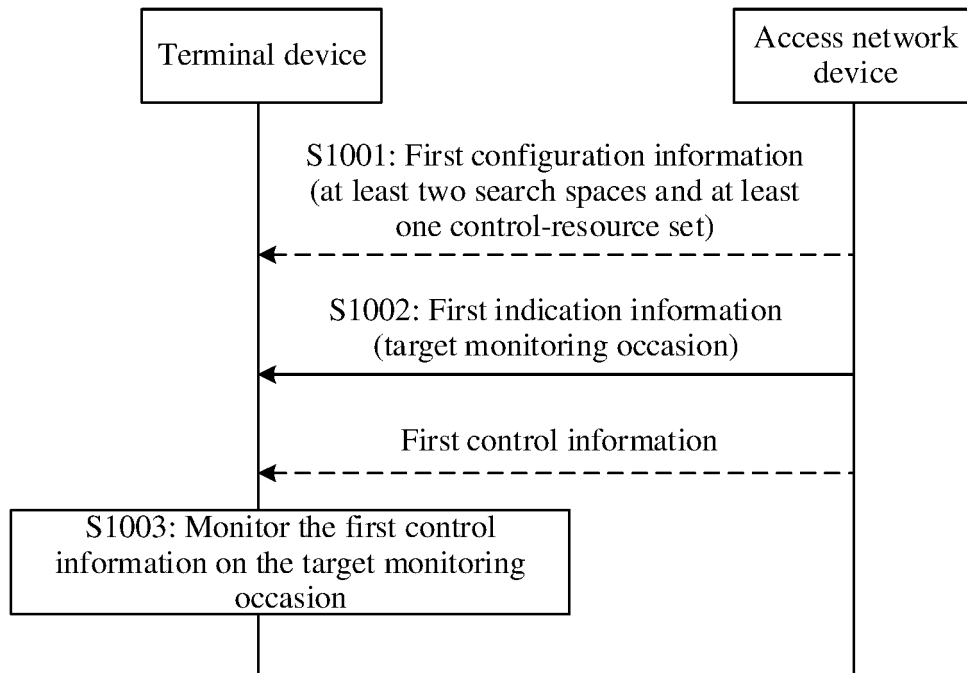 Terminal device
Access network
device
S1001: First configuration information
(at least two search spaces and at least
one control-resource set)
S1002: First indication information
(target monitoring occasion)
First control information
S1003: Monitor the first control
information on the target monitoring
occasion